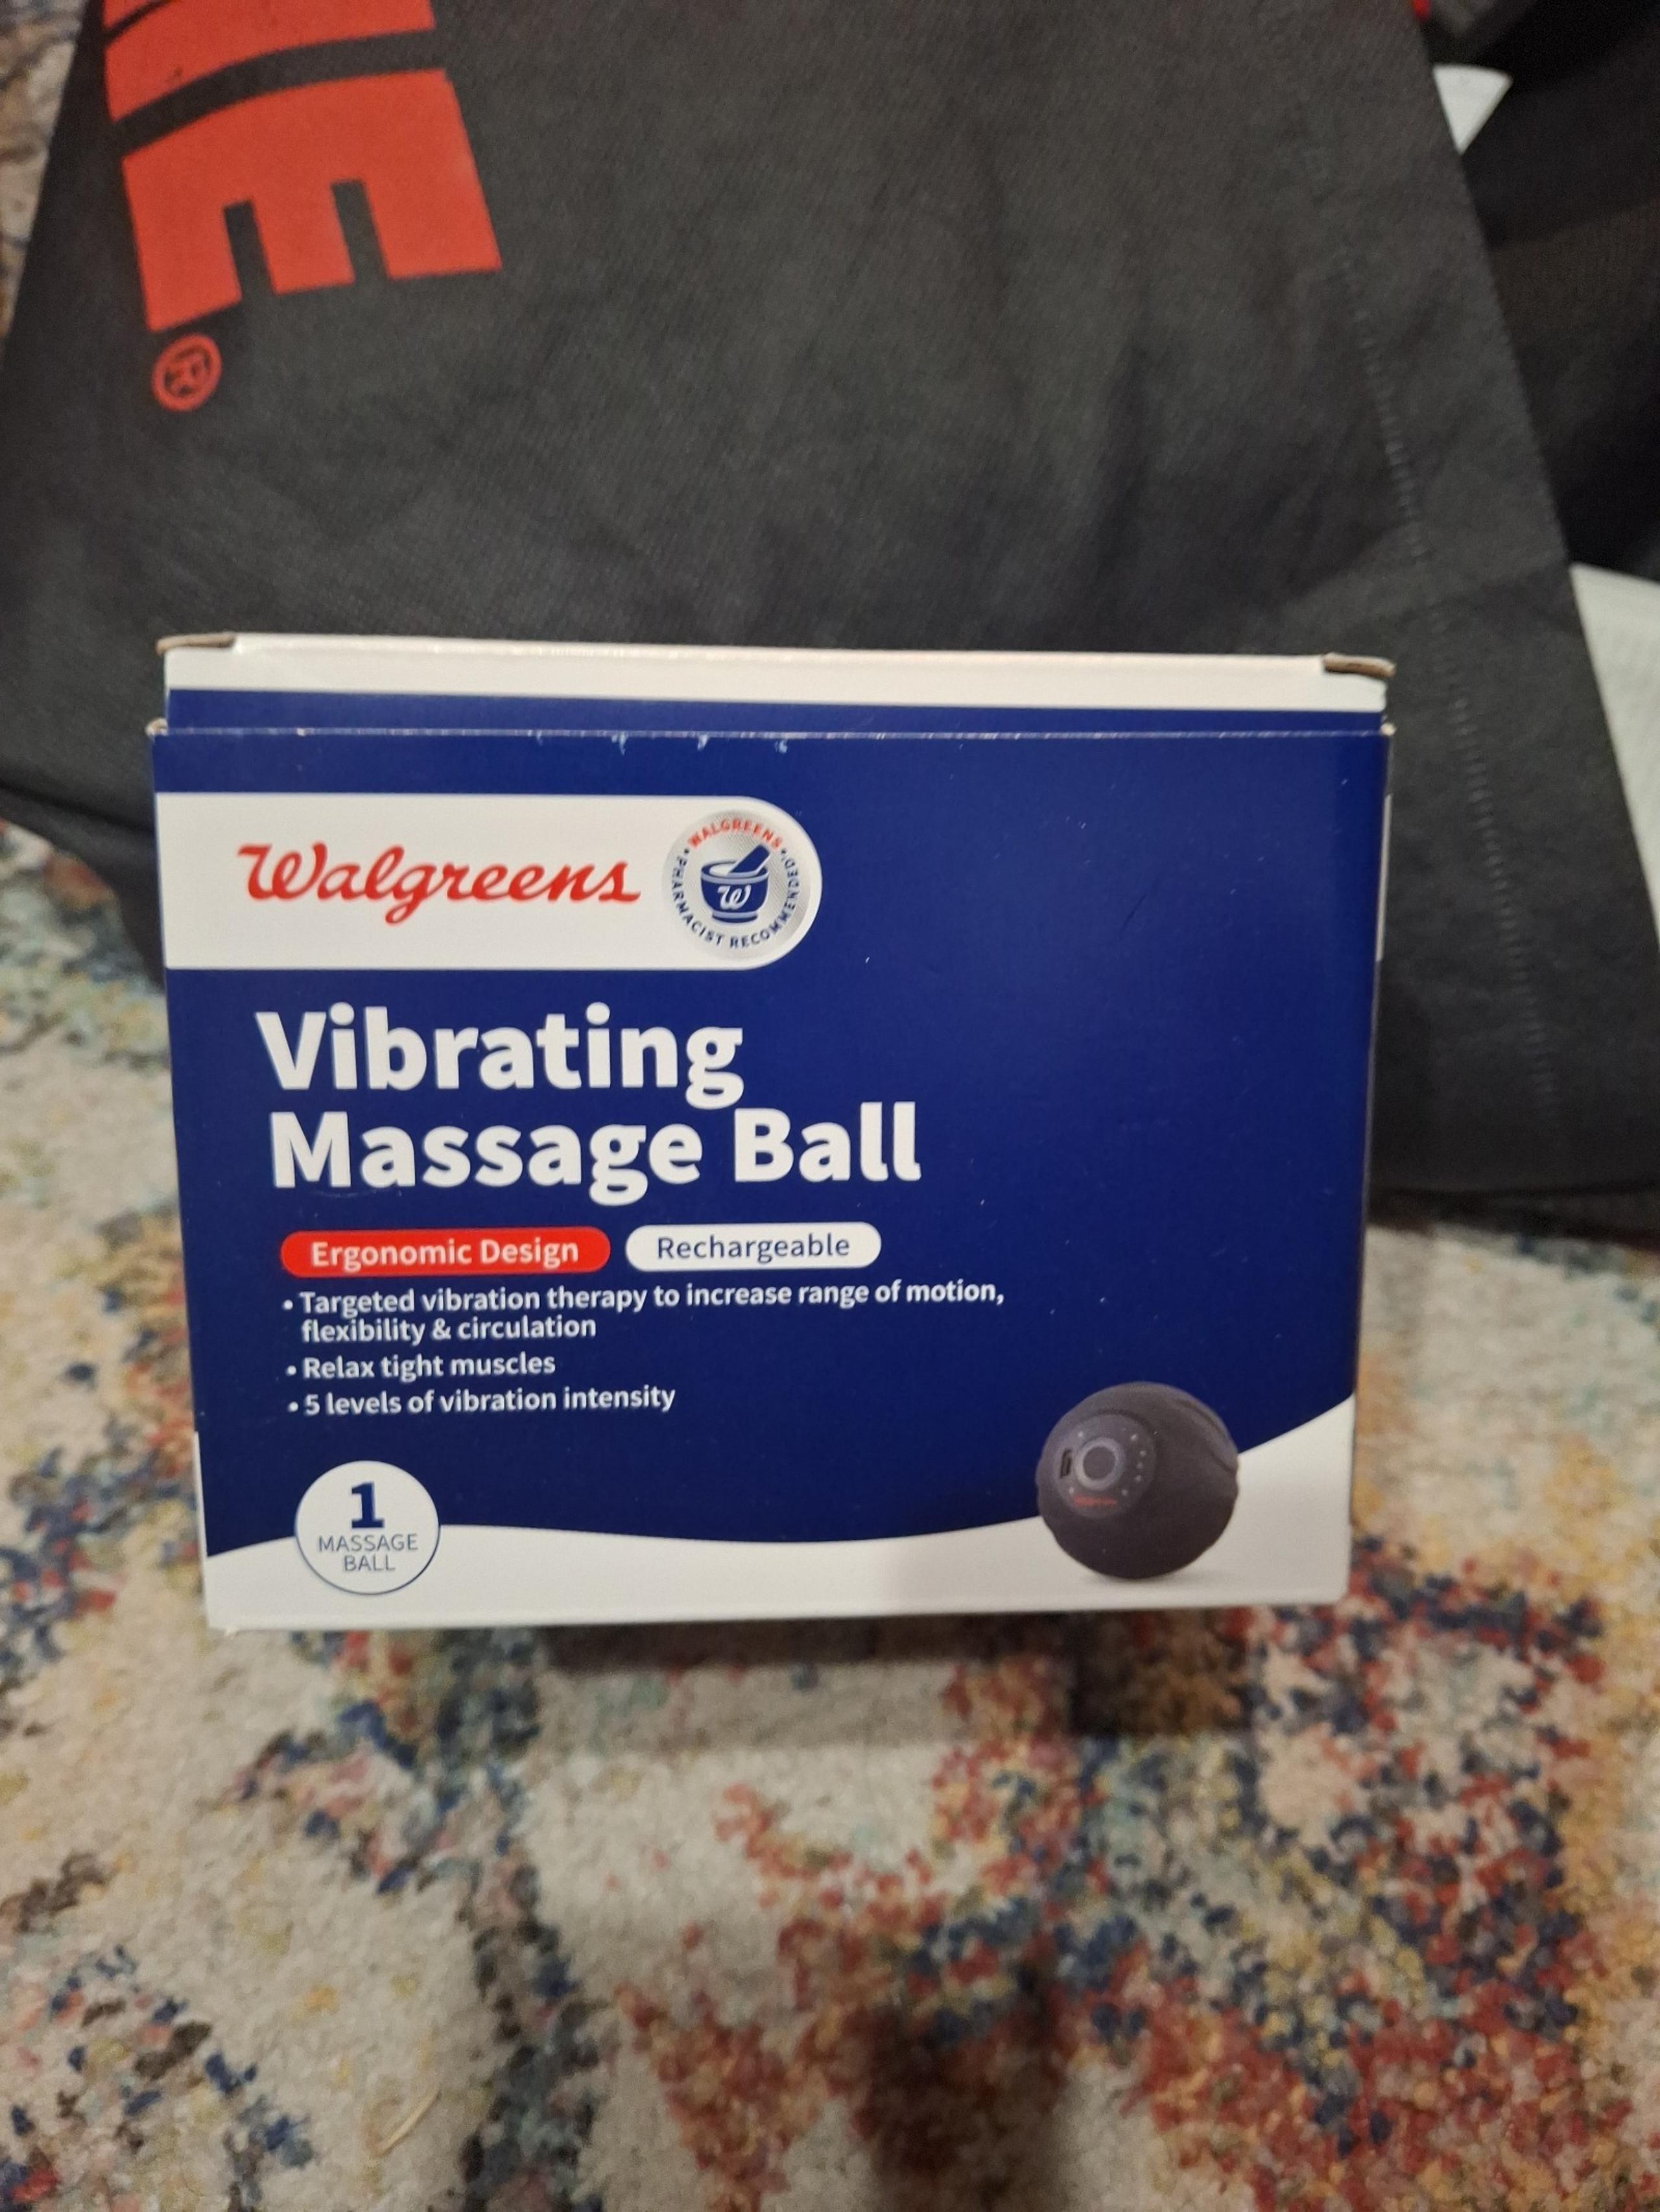 E
®
Walgreens
WALGREENS
PHARMACIST RECOMMENDED
W
Vibrating
Massage Ball
Ergonomic Design
Rechargeable
• Targeted vibration therapy to increase range of motion,
flexibility & circulation
• Relax tight muscles
• 5 levels of vibration intensity
1
MASSAGE
BALL